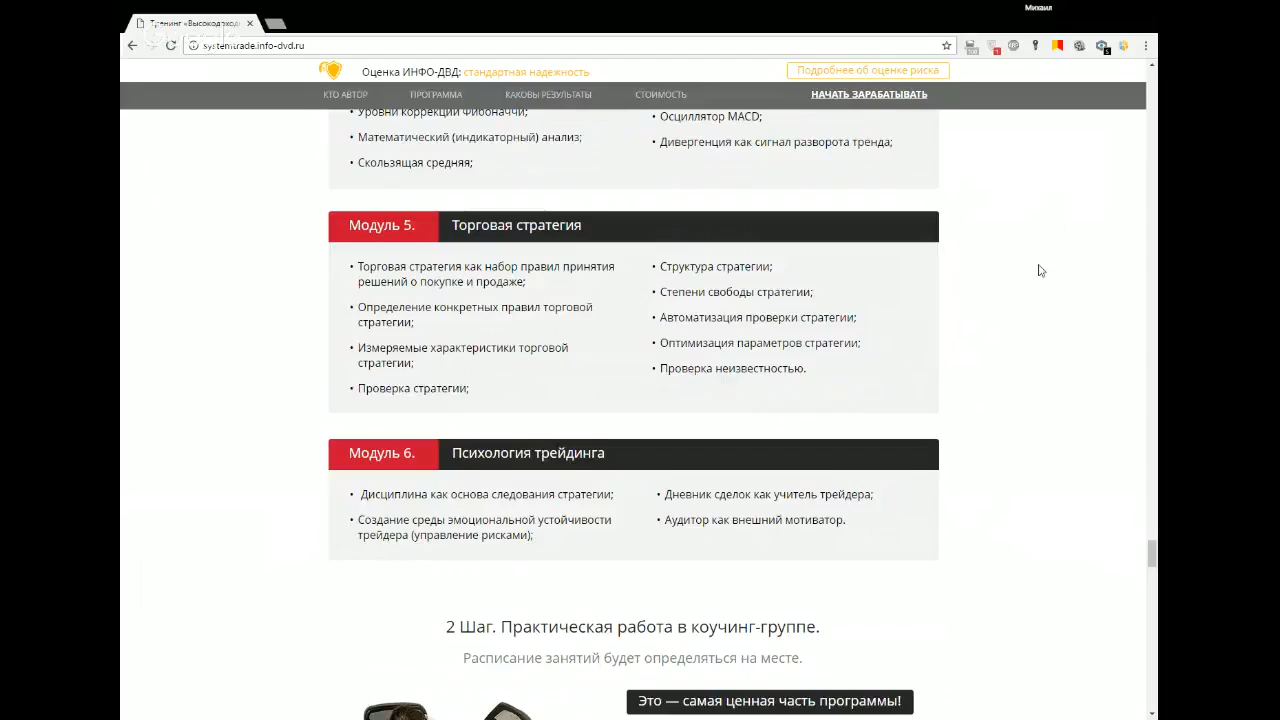 Михаил
Тренинг «Высокодоход
systemtrade.info-dvd.ru
Оценка ИНФО-ДВД: стандартная надежность
Подробнее об оценке риска
КТО АВТОР
ПРОГРАММА
КАКОВЫ РЕЗУЛЬТАТЫ
СТОИМОСТЬ
НАЧАТЬ ЗАРАБАТЫВАТЬ
Уровни коррекции Фибоначчи;
• Математический (индикаторный) анализ;
• Скользящая средняя;
• Осциллятор MACD;
• Дивергенция как сигнал разворота тренда;
Модуль 5.
Торговая стратегия
• Торговая стратегия как набор правил принятия
решений о покупке и продаже;
• Определение конкретных правил торговой
стратегии;
• Измеряемые характеристики торговой
стратегии;
• Проверка стратегии;
• Структура стратегии;
• Степени свободы стратегии;
• Автоматизация проверки стратегии;
• Оптимизация параметров стратегии;
• Проверка неизвестностью.
Модуль 6.
Психология трейдинга
• Дисциплина как основа следования стратегии;
• Создание среды эмоциональной устойчивости
трейдера (управление рисками);
• Дневник сделок как учитель трейдера;
• Аудитор как внешний мотиватор.
2 Шаг. Практическая работа в коучинг-группе.
Расписание занятий будет определяться на месте.
Это — самая ценная часть программы!